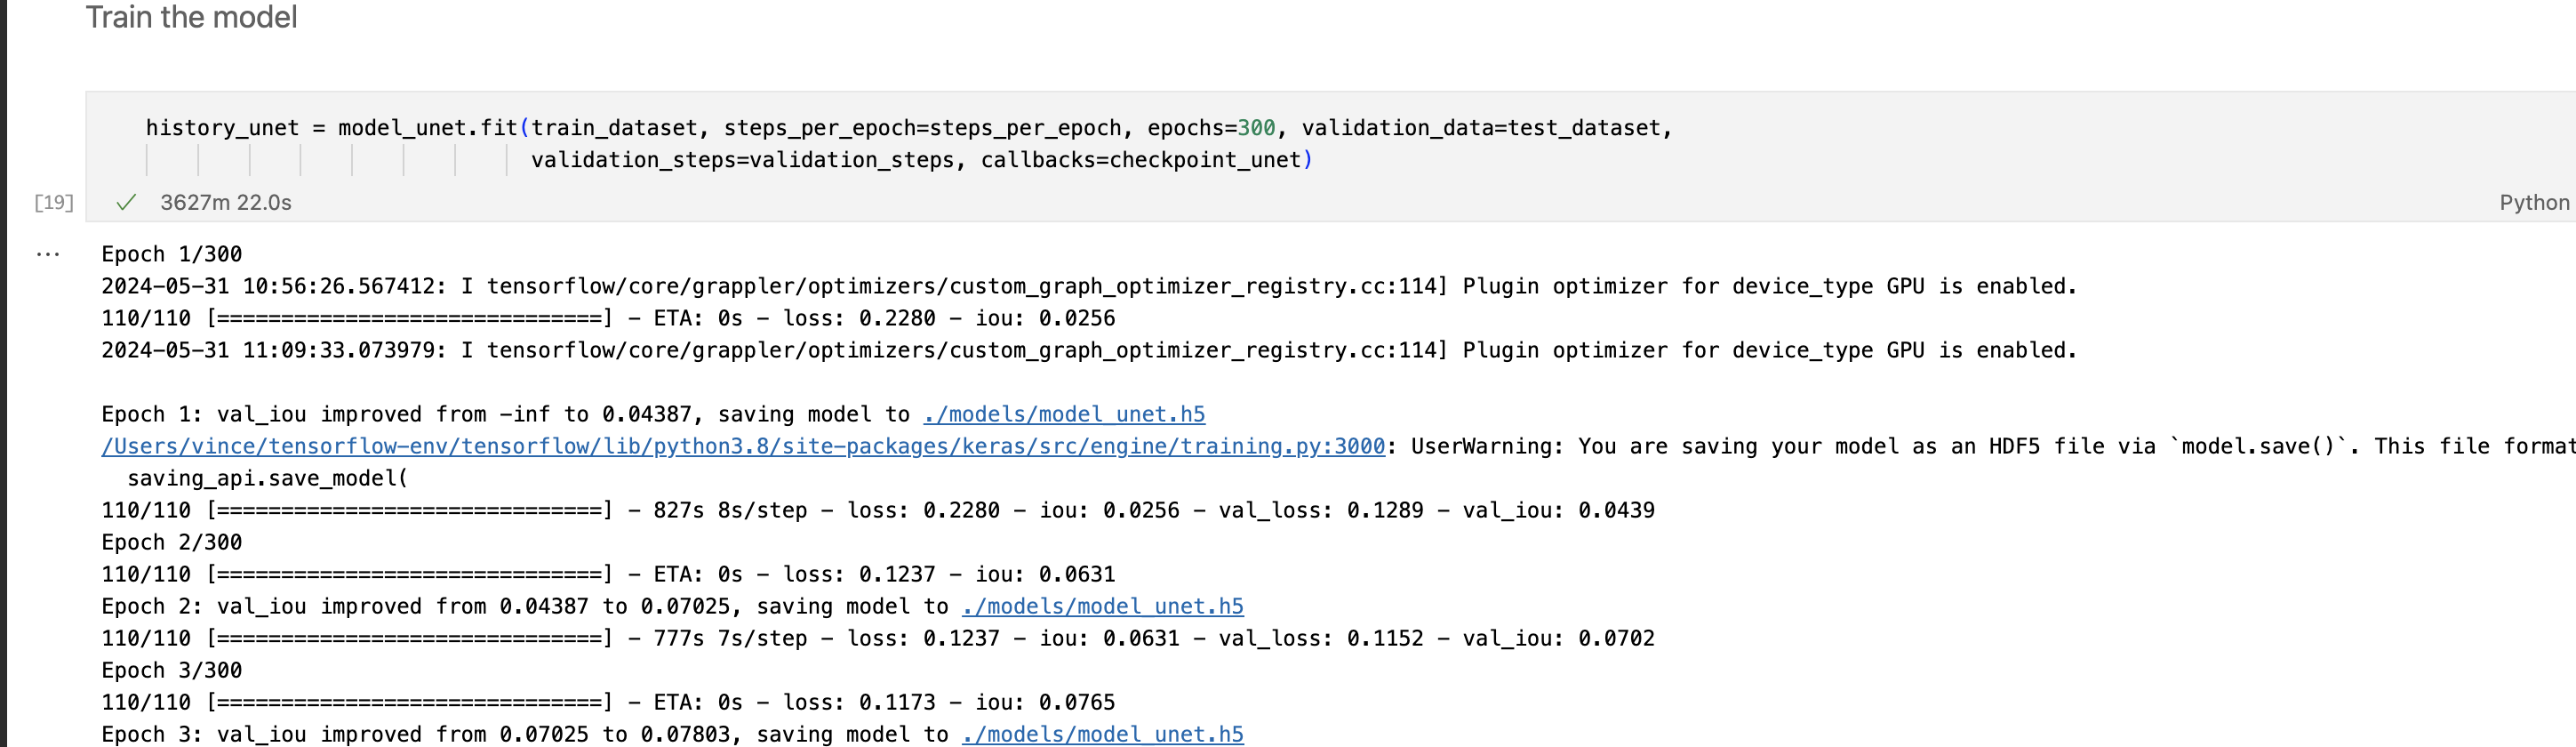 Train the model
history_unet = model_unet.fit(train_dataset, steps_per_epoch=steps_per_epoch, epochs=300, validation_data=test_dataset,
validation_steps=validation_steps, callbacks=checkpoint_unet)
[19] ✓ 3627m 22.0s Python
... Epoch 1/300
2024-05-31 10:56:26.567412: I tensorflow/core/grappler/optimizers/custom_graph_optimizer_registry.cc:114] Plugin optimizer for device_type GPU is enabled.
110/110 [==============================] - ETA: 0s - loss: 0.2280 - iou: 0.0256
2024-05-31 11:09:33.073979: I tensorflow/core/grappler/optimizers/custom_graph_optimizer_registry.cc:114] Plugin optimizer for device_type GPU is enabled.
Epoch 1: val_iou improved from -inf to 0.04387, saving model to ./models/model_unet.h5
/Users/vince/tensorflow-env/tensorflow/lib/python3.8/site-packages/keras/src/engine/training.py:3000: UserWarning: You are saving your model as an HDF5 file via `model.save()`. This file format
saving_api.save_model(
110/110 [==============================] - 827s 8s/step - loss: 0.2280 - iou: 0.0256 - val_loss: 0.1289 - val_iou: 0.0439
Epoch 2/300
110/110 [==============================] - ETA: 0s - loss: 0.1237 - iou: 0.0631
Epoch 2: val_iou improved from 0.04387 to 0.07025, saving model to ./models/model_unet.h5
110/110 [==============================] - 777s 7s/step - loss: 0.1237 - iou: 0.0631 - val_loss: 0.1152 - val_iou: 0.0702
Epoch 3/300
110/110 [==============================] - ETA: 0s - loss: 0.1173 - iou: 0.0765
Epoch 3: val_iou improved from 0.07025 to 0.07803, saving model to ./models/model_unet.h5